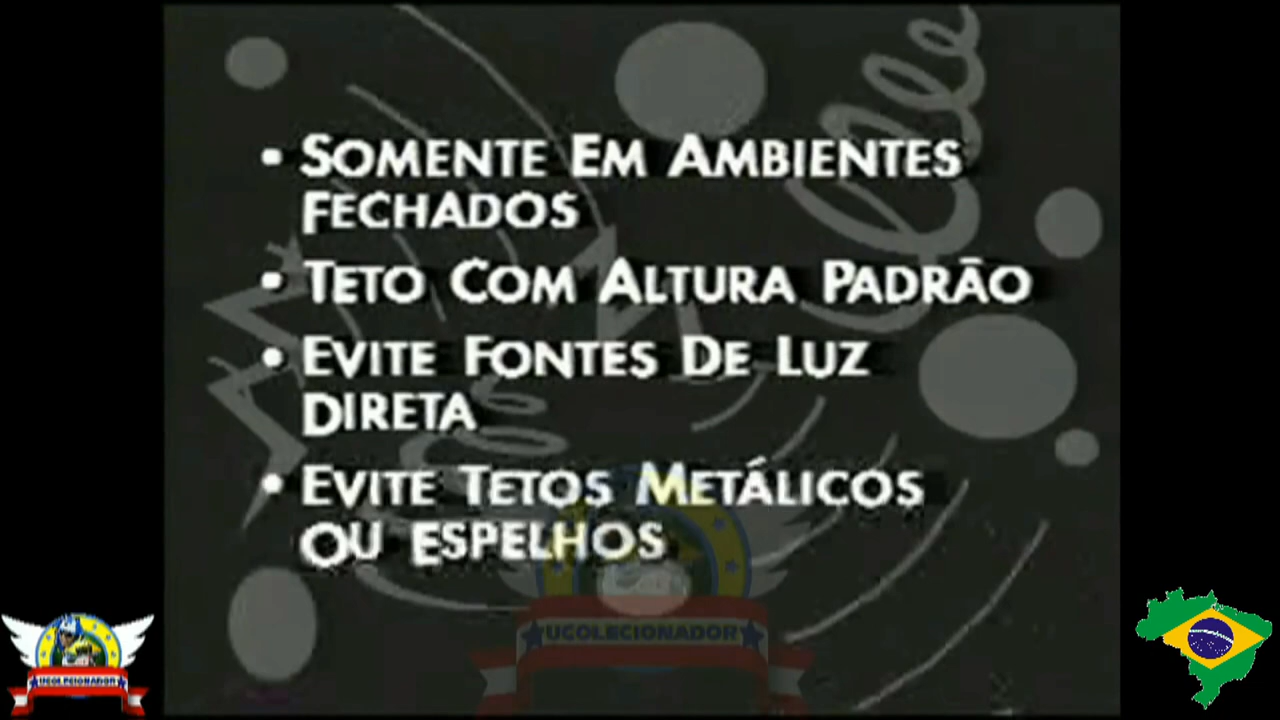 • SOMENTE EM AMBIENTES
FECHADOS
• TETO COM ALTURA PADRÃO
• EVITE FONTES DE LUZ
DIRETA
• EVITE TETOS METÁLICOS
OU ESPELHOS
UCOLECIONADOR
UCOLECIONADOR